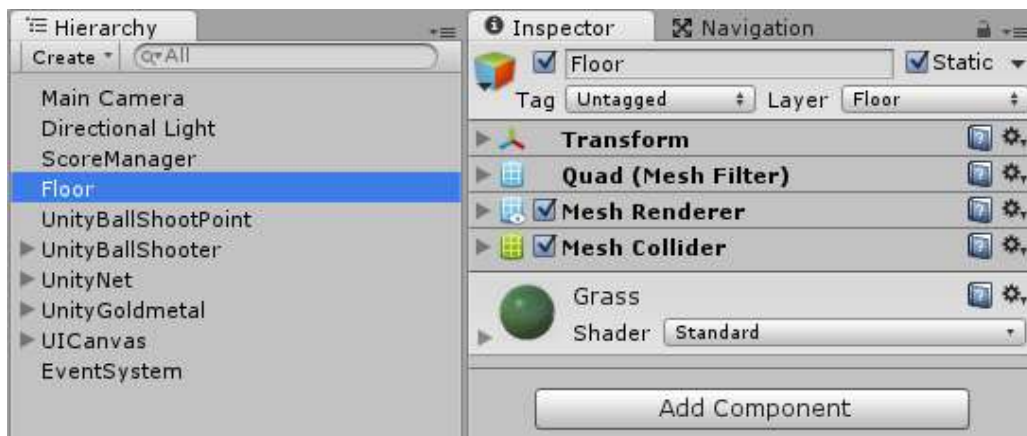 Hierarchy
Create
All
Main Camera
Directional Light
ScoreManager
Floor
UnityBallShootPoint
UnityBallShooter
UnityNet
UnityGoldmetal
UICanvas
EventSystem
Inspector
Navigation
Floor
Static
Tag Untagged Layer Floor
Transform
Quad (Mesh Filter)
Mesh Renderer
Mesh Collider
Grass
Shader Standard
Add Component